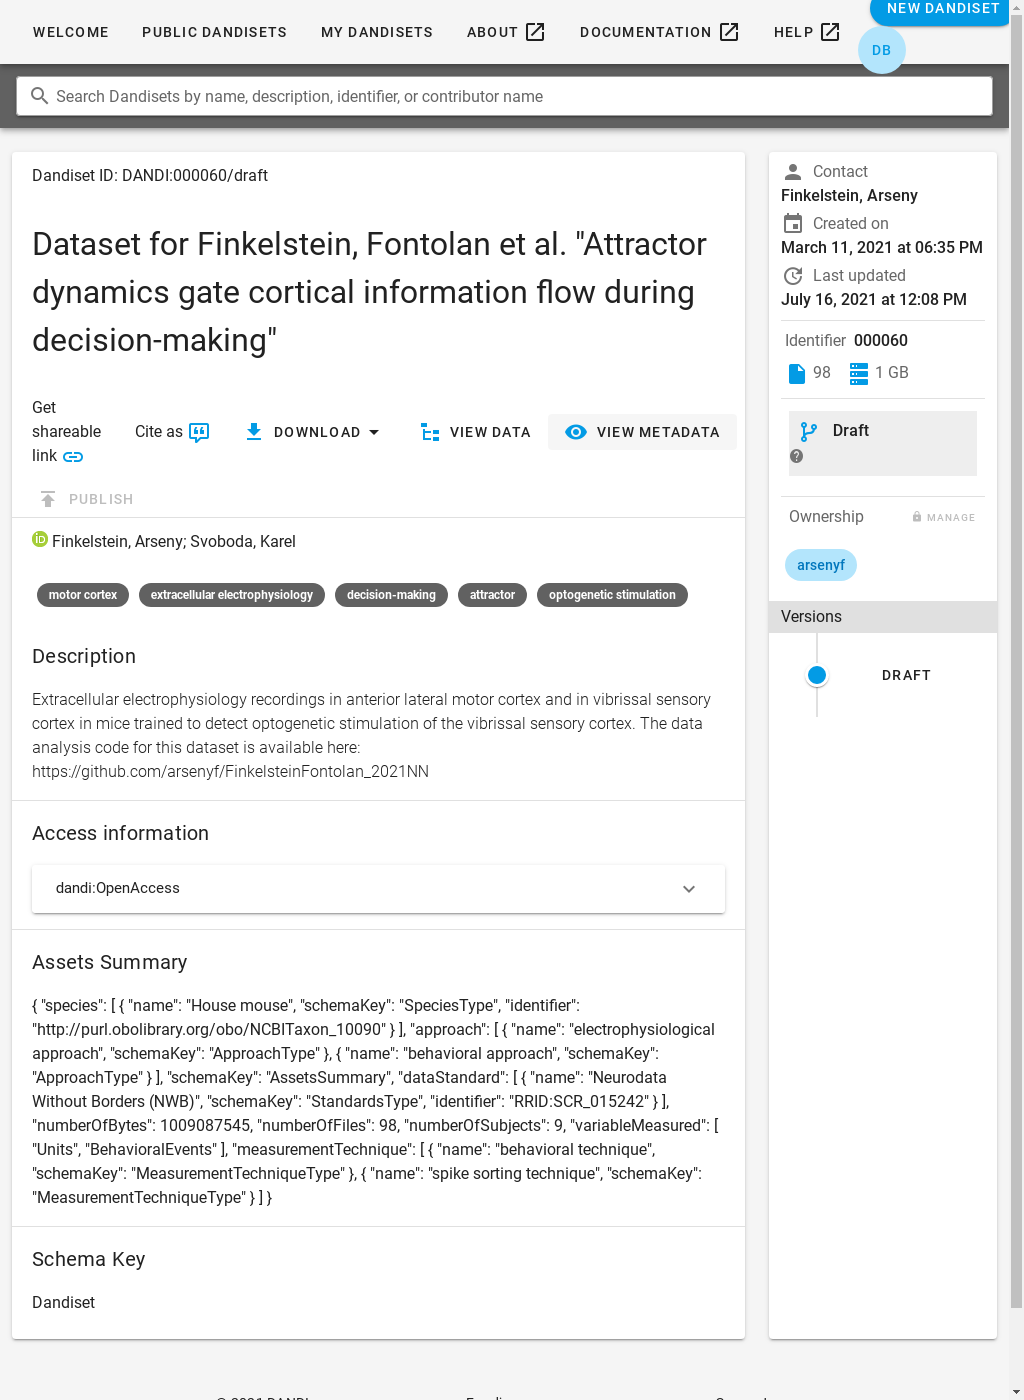 WELCOME PUBLIC DANDISETS MY DANDISETS ABOUT DOCUMENTATION HELP NEW DANDISET
DB
Search Dandisets by name, description, identifier, or contributor name
Dandiset ID: DANDI:000060/draft
Dataset for Finkelstein, Fontolan et al. "Attractor
dynamics gate cortical information flow during
decision-making"
Get
shareable
link
Cite as
DOWNLOAD
VIEW DATA
VIEW METADATA
PUBLISH
iD Finkelstein, Arseny; Svoboda, Karel
motor cortex extracellular electrophysiology decision-making attractor optogenetic stimulation
Description
Extracellular electrophysiology recordings in anterior lateral motor cortex and in vibrissal sensory
cortex in mice trained to detect optogenetic stimulation of the vibrissal sensory cortex. The data
analysis code for this dataset is available here:
https://github.com/arsenyf/FinkelsteinFontolan_2021NN
Access information
dandi:OpenAccess
Assets Summary
{ "species": [ { "name": "House mouse", "schemaKey": "SpeciesType", "identifier":
"http://purl.obolibrary.org/obo/NCBITaxon_10090" } ], "approach": [ { "name": "electrophysiological
approach", "schemaKey": "ApproachType" }, { "name": "behavioral approach", "schemaKey":
"ApproachType" } ], "schemaKey": "AssetsSummary", "dataStandard": [ { "name": "Neurodata
Without Borders (NWB)", "schemaKey": "StandardsType", "identifier": "RRID:SCR_015242" } ],
"numberOfBytes": 1009087545, "numberOfFiles": 98, "numberOfSubjects": 9, "variableMeasured": [
"Units", "BehavioralEvents" ], "measurementTechnique": [ { "name": "behavioral technique",
"schemaKey": "MeasurementTechniqueType" }, { "name": "spike sorting technique", "schemaKey":
"MeasurementTechniqueType" } ] }
Schema Key
Dandiset
Contact
Finkelstein, Arseny
Created on
March 11, 2021 at 06:35 PM
Last updated
July 16, 2021 at 12:08 PM
Identifier 000060
98 1 GB
Draft
Ownership MANAGE
arsenyf
Versions
DRAFT